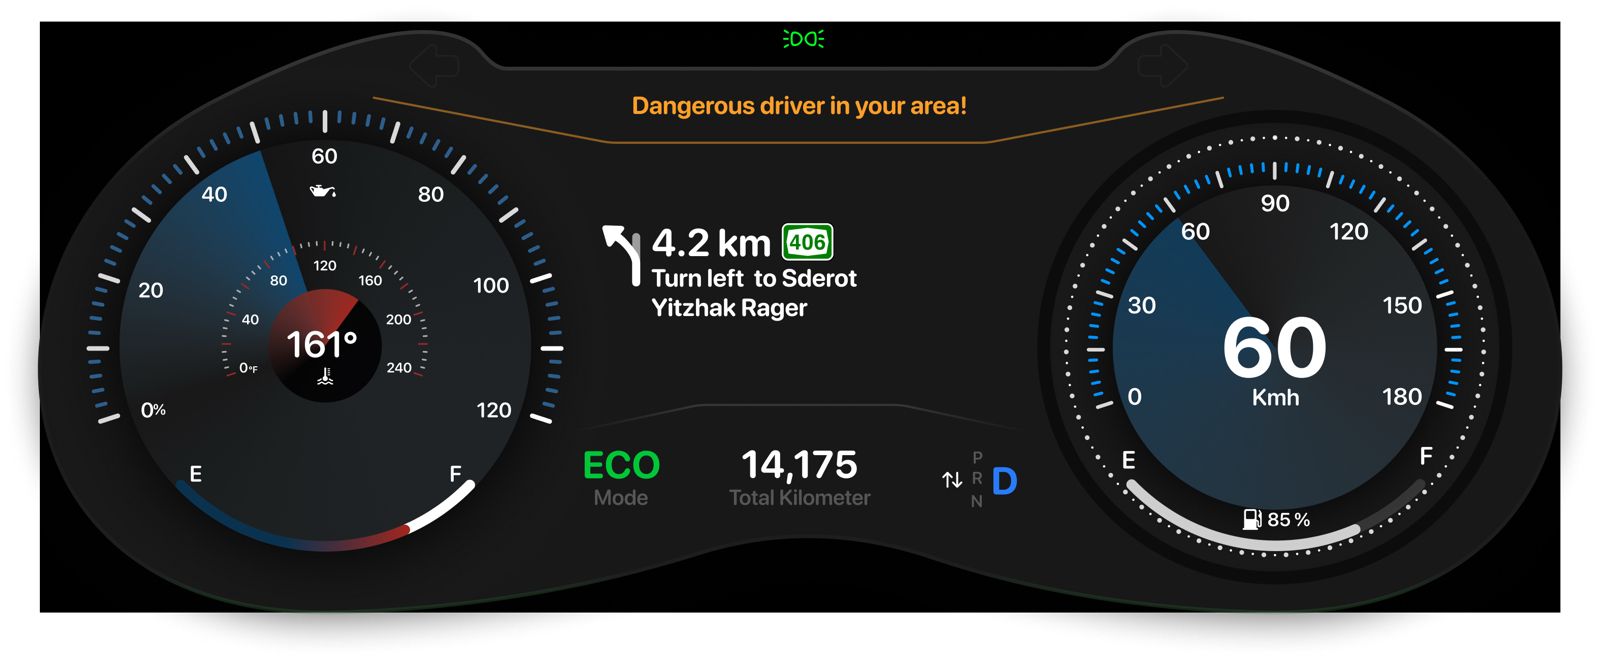 Dangerous driver in your area!
0%
20
40
60
80
100
120
0°F
40
80
120
160
200
240
161°
E
F
4.2 km 406
Turn left to Sderot
Yitzhak Rager
ECO
Mode
14,175
Total Kilometer
P
R
N
D
0
30
60
90
120
150
180
60
Kmh
E
F
85 %